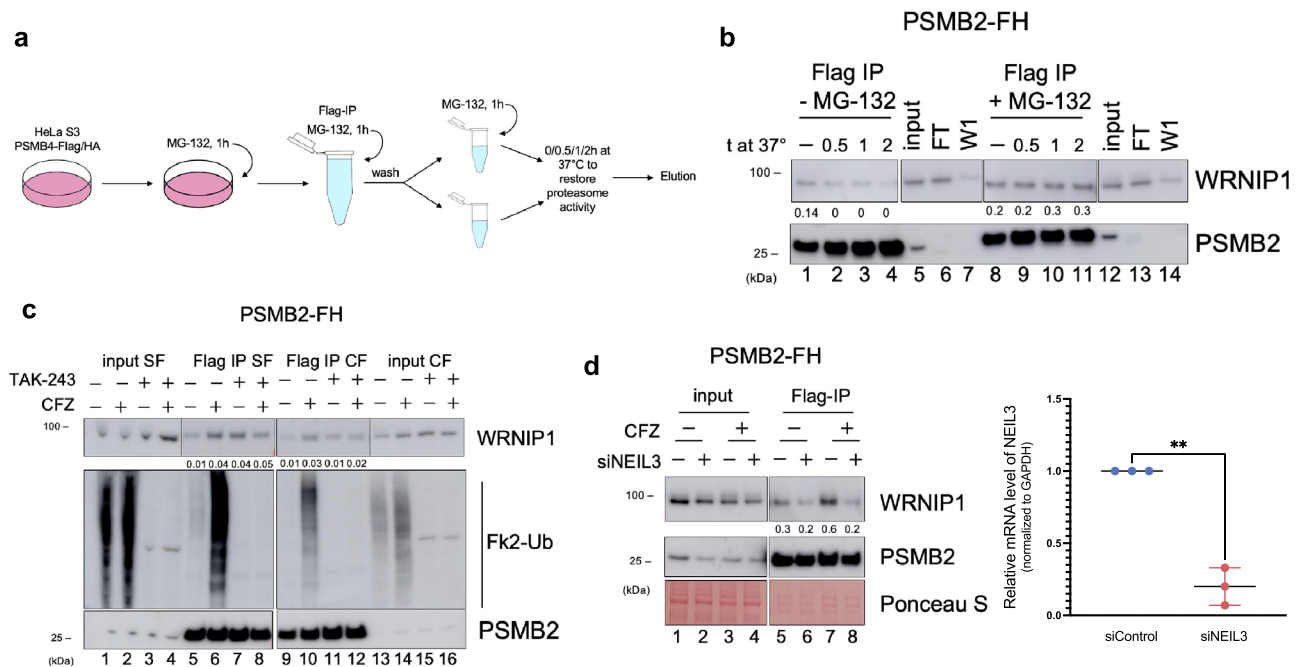 a
HeLa S3
PSMB4-Flag/HA
MG-132, 1h
Flag-IP
MG-132, 1h
wash
MG-132, 1h
0/0.5/1/2h at
37°C to
restore
proteasome
activity
Elution
b
PSMB2-FH
Flag IP
- MG-132
input
FT
W1
Flag IP
+ MG-132
input
FT
W1
t at 37° – 0.5 1 2 – 0.5 1 2
100 –
WRNIP1
0.14 0 0 0 0.2 0.2 0.3 0.3
PSMB2
25 –
(kDa)
1 2 3 4 5 6 7 8 9 10 11 12 13 14
c
PSMB2-FH
input SF Flag IP SF Flag IP CF input CF
TAK-243 – – + + – – + + – – + + – – + +
CFZ – + – + – + – + – + – + – + – +
100 –
WRNIP1
0.01 0.04 0.04 0.05 0.01 0.03 0.01 0.02
Fk2-Ub
PSMB2
25 –
(kDa)
1 2 3 4 5 6 7 8 9 10 11 12 13 14 15 16
d
PSMB2-FH
input Flag-IP
CFZ – + – +
siNEIL3 – + – + – + – +
100 –
WRNIP1
0.3 0.2 0.6 0.2
25 –
PSMB2
(kDa)
Ponceau S
1 2 3 4 5 6 7 8
Relative mRNA level of NEIL3
(normalized to GAPDH)
1.5
1.0
0.5
0.0
**
siControl siNEIL3